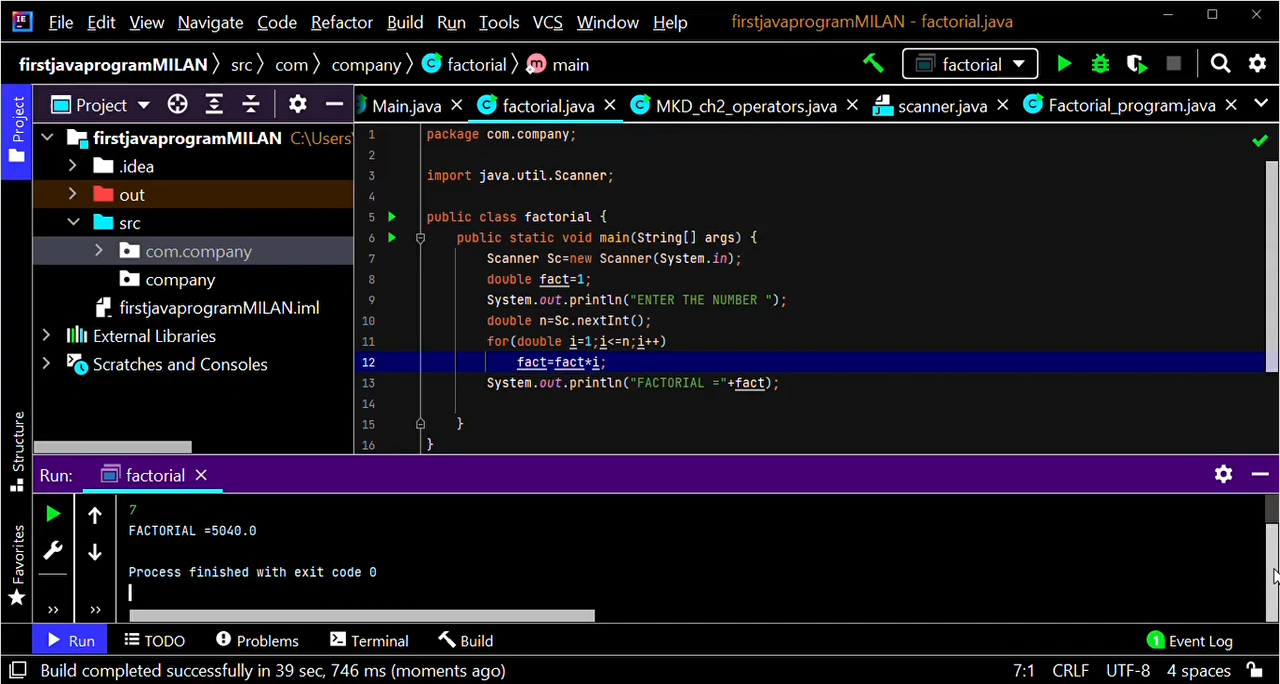 File Edit View Navigate Code Refactor Build Run Tools VCS Window Help firstjavaprogramMILAN - factorial.java
firstjavaprogramMILAN src com company factorial main factorial
Project
Project Main.java factorial.java MKD_ch2_operators.java scanner.java Factorial_program.java
firstjavaprogramMILAN C:\Users
.idea
out
src
com.company
company
firstjavaprogramMILAN.iml
External Libraries
Scratches and Consoles
1 package com.company;
2
3 import java.util.Scanner;
4
5 public class factorial {
6 public static void main(String[] args) {
7 Scanner Sc=new Scanner(System.in);
8 double fact=1;
9 System.out.println("ENTER THE NUMBER ");
10 double n=Sc.nextInt();
11 for(double i=1;i<=n;i++)
12 fact=fact*i;
13 System.out.println("FACTORIAL ="+fact);
14
15 }
16 }
Structure
Favorites
Run: factorial
7
FACTORIAL =5040.0
Process finished with exit code 0
Run TODO Problems Terminal Build 1 Event Log
Build completed successfully in 39 sec, 746 ms (moments ago) 7:1 CRLF UTF-8 4 spaces